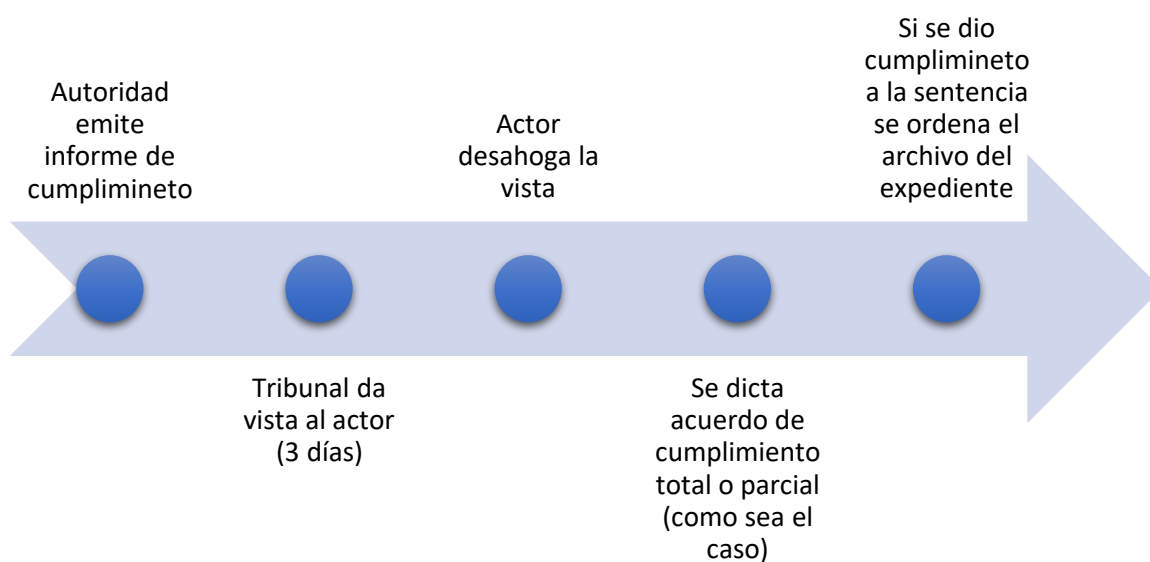 Autoridad
emite
informe de
cumplimineto
Tribunal da
vista al actor
(3 días)
Actor
desahoga la
vista
Se dicta
acuerdo de
cumplimiento
total o parcial
(como sea el
caso)
Si se dio
cumplimineto
a la sentencia
se ordena el
archivo del
expediente